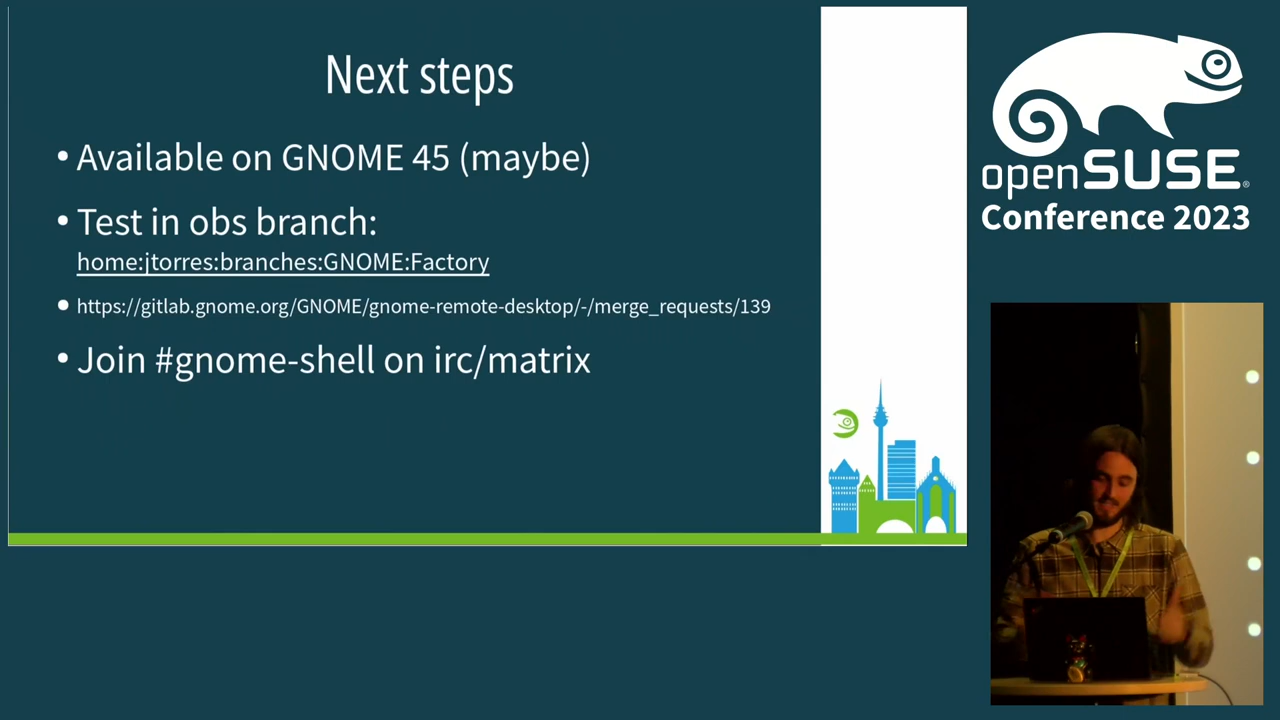 Next steps
• Available on GNOME 45 (maybe)
• Test in obs branch:
home:jtorres:branches:GNOME:Factory
• https://gitlab.gnome.org/GNOME/gnome-remote-desktop/-/merge_requests/139
• Join #gnome-shell on irc/matrix
openSUSE®
Conference 2023